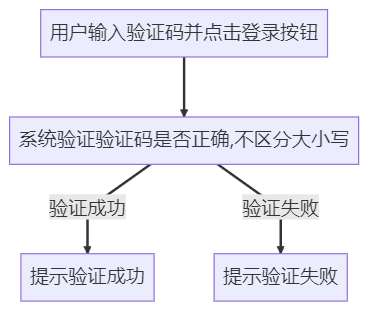 用户输入验证码并点击登录按钮
系统验证验证码是否正确,不区分大小写
验证成功
验证失败
提示验证成功
提示验证失败